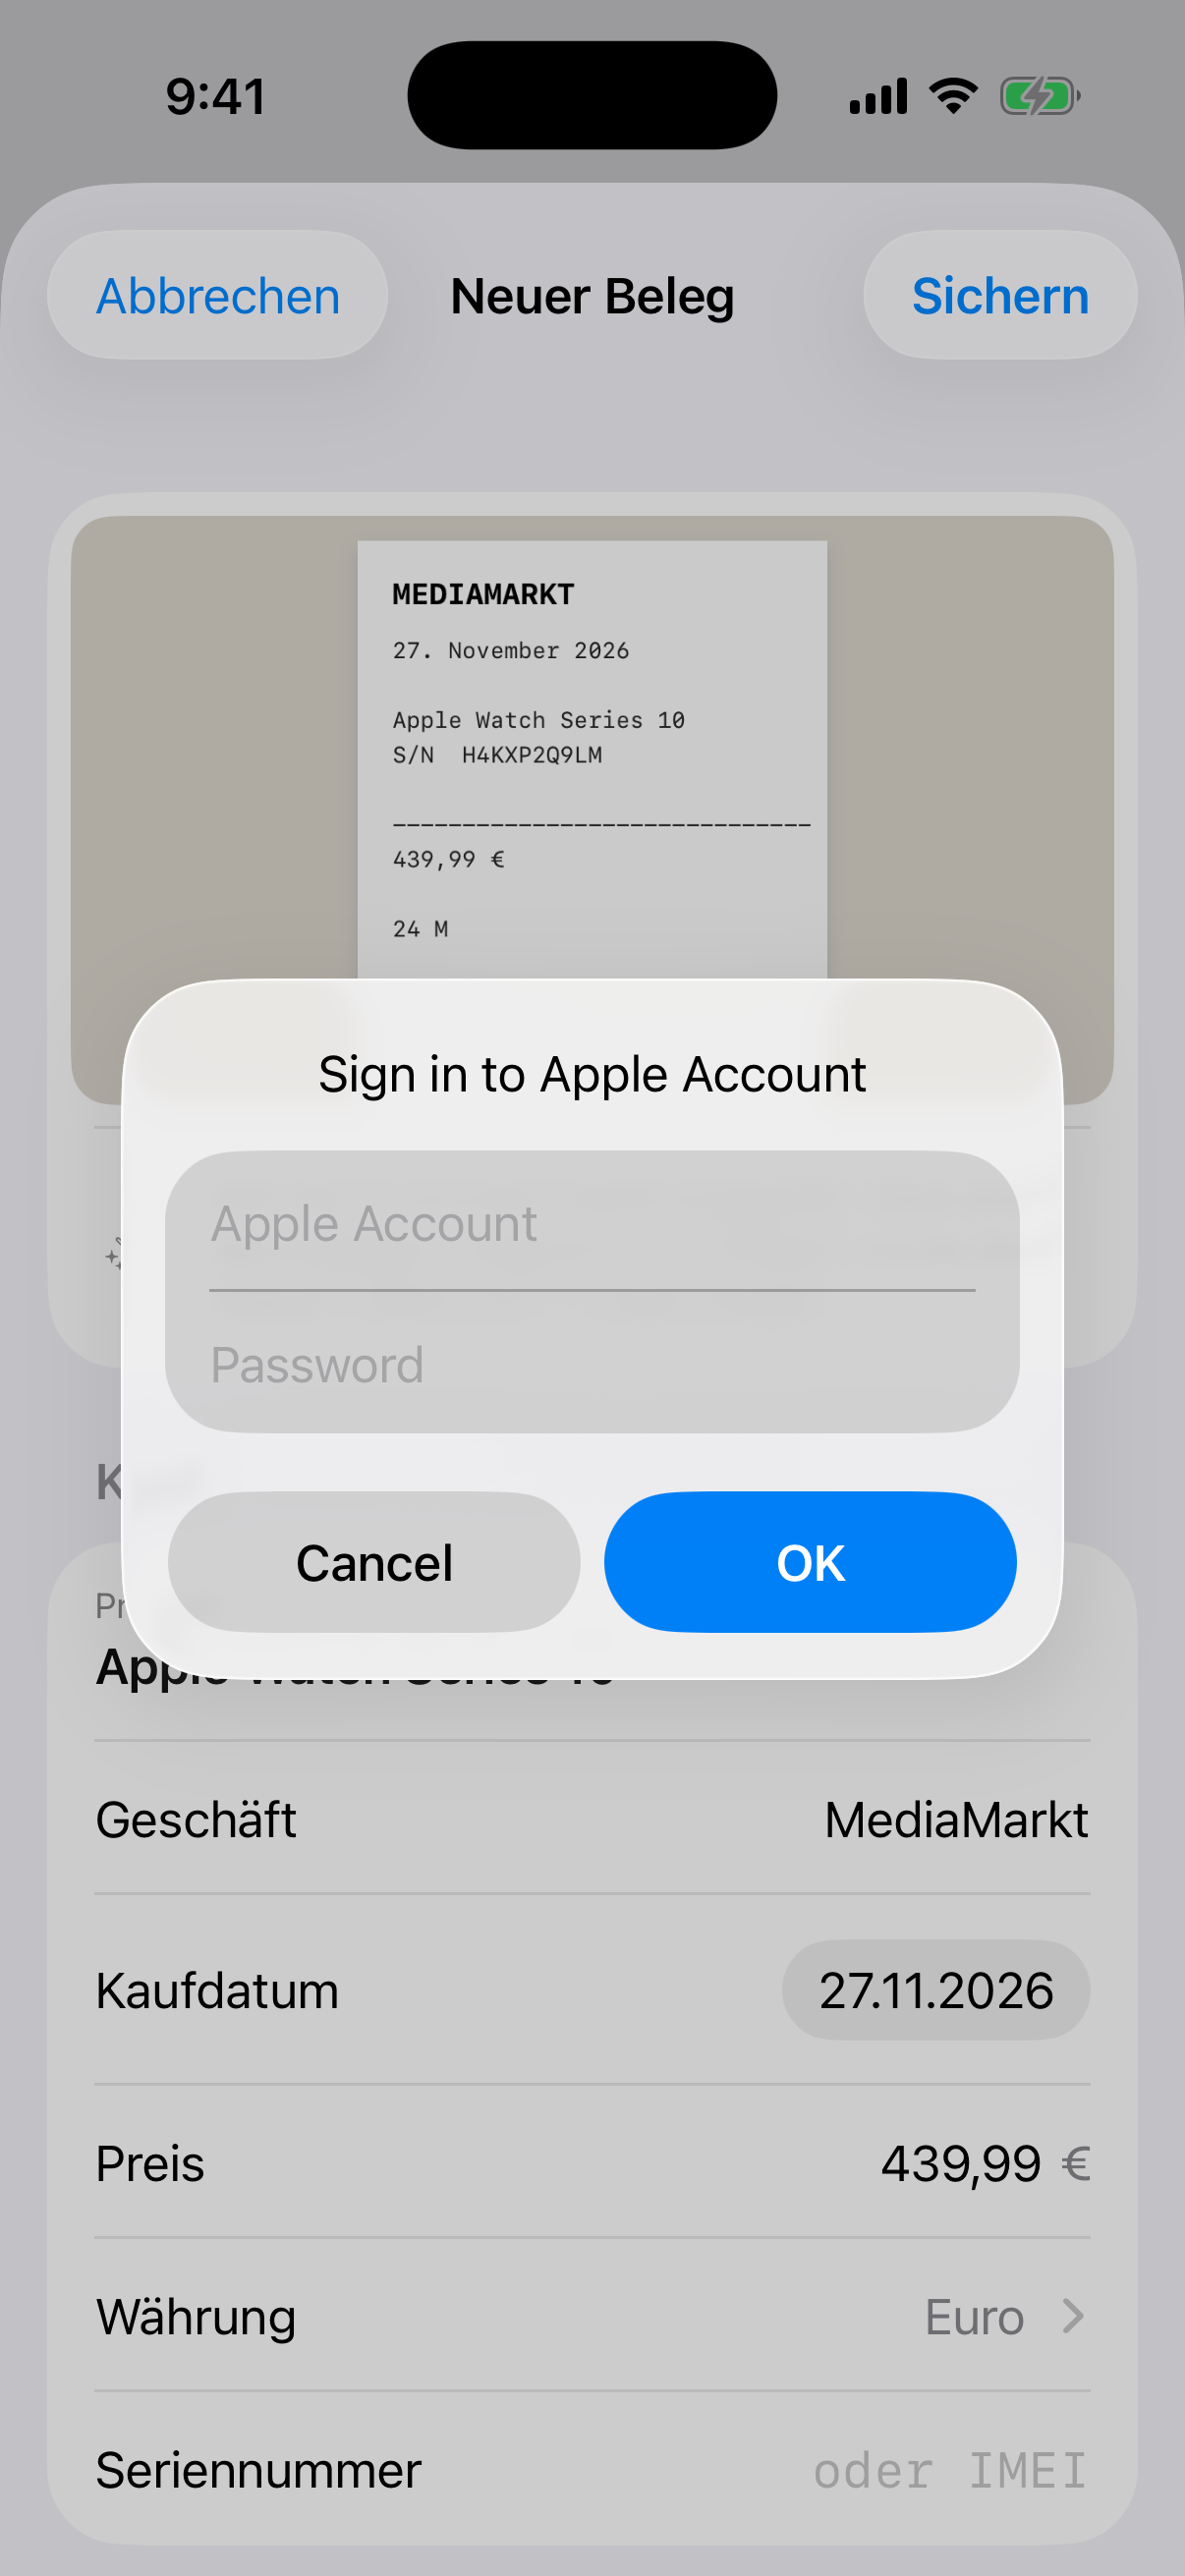 9:41
Abbrechen
Neuer Beleg
Sichern
MEDIAMARKT
27. November 2026
Apple Watch Series 10
S/N H4KXP2Q9LM
------------------------------
439,99 €
24 M
Sign in to Apple Account
Apple Account
Password
Cancel
OK
Geschäft
MediaMarkt
Kaufdatum
27.11.2026
Preis
439,99 €
Währung
Euro
Seriennummer
oder IMEI